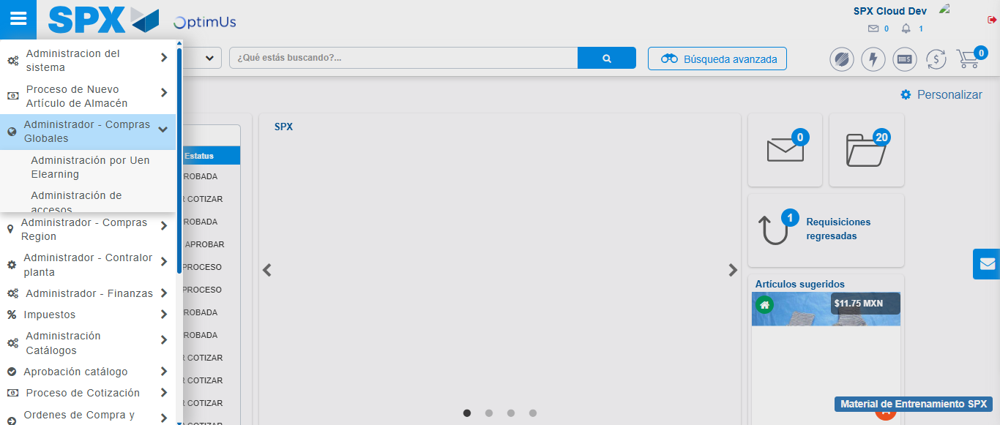 SPX
OptimUs
SPX Cloud Dev
0
1
¿Qué estás buscando?...
Búsqueda avanzada
$
0
Personalizar
Administracion del
sistema
Proceso de Nuevo
Artículo de Almacén
Administrador - Compras
Globales
Administración por Uen
Elearning
Administración de
accesos
Administrador - Compras
Region
Administrador - Contralor
planta
Administrador - Finanzas
Impuestos
Administración
Catálogos
Aprobación catálogo
Proceso de Cotización
Ordenes de Compra y
Estatus
ROBADA
R COTIZAR
ROBADA
APROBAR
PROCESO
PROCESO
ROBADA
ROBADA
R COTIZAR
R COTIZAR
R COTIZAR
COTIZAR
SPX
0
20
1
Requisiciones
regresadas
Artículos sugeridos
$11.75 MXN
Material de Entrenamiento SPX